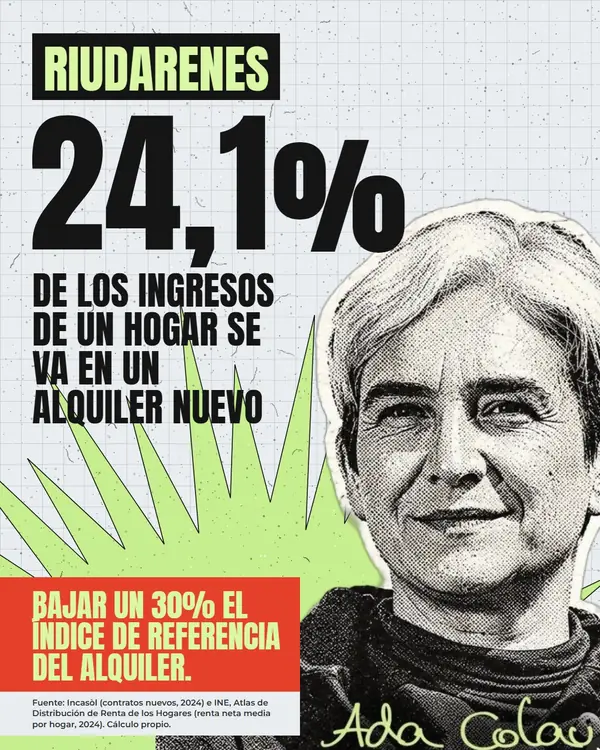 RIUDARENES
24,1%
DE LOS INGRESOS
DE UN HOGAR SE
VA EN UN
ALQUILER NUEVO
BAJAR UN 30% EL
ÍNDICE DE REFERENCIA
DEL ALQUILER.
Fuente: Incasòl (contratos nuevos, 2024) e INE, Atlas de
Distribución de Renta de los Hogares (renta neta media
por hogar, 2024). Cálculo propio.
Ada Colau